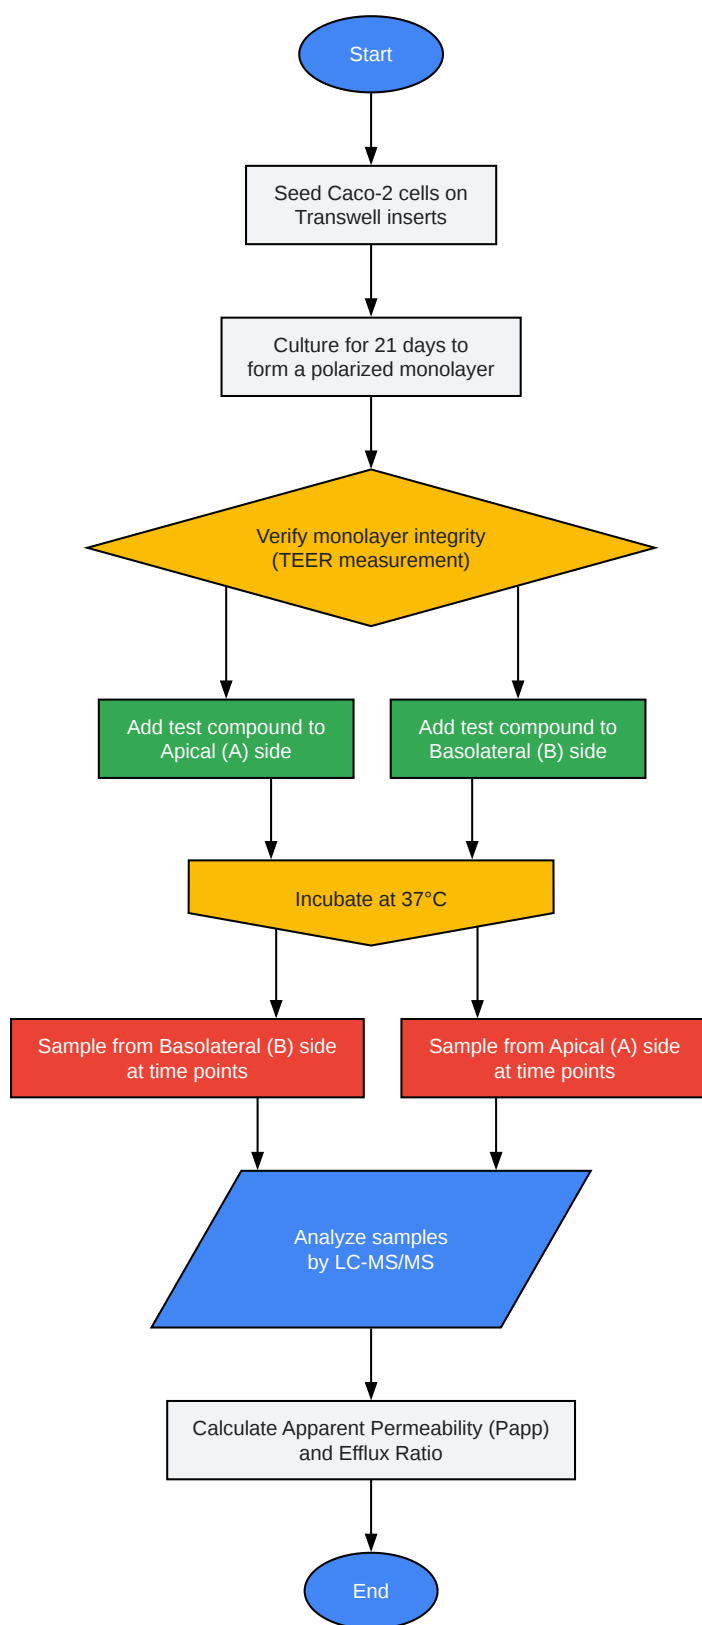 Start
Seed Caco-2 cells on
Transwell inserts
Culture for 21 days to
form a polarized monolayer
Verify monolayer integrity
(TEER measurement)
Add test compound to
Apical (A) side
Add test compound to
Basolateral (B) side
Incubate at 37°C
Sample from Basolateral (B) side
at time points
Sample from Apical (A) side
at time points
Analyze samples
by LC-MS/MS
Calculate Apparent Permeability (Papp)
and Efflux Ratio
End